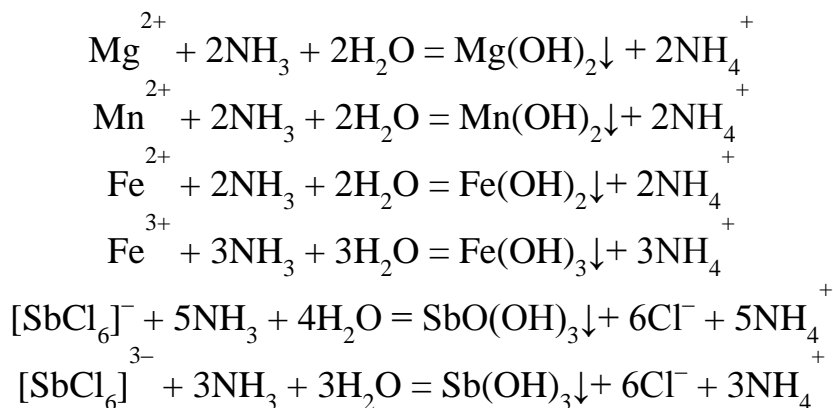 Mg²⁺ + 2NH₃ + 2H₂O = Mg(OH)₂↓ + 2NH₄⁺
Mn²⁺ + 2NH₃ + 2H₂O = Mn(OH)₂↓ + 2NH₄⁺
Fe²⁺ + 2NH₃ + 2H₂O = Fe(OH)₂↓+ 2NH₄⁺
Fe³⁺ + 3NH₃ + 3H₂O = Fe(OH)₃↓+ 3NH₄⁺
[SbCl₆]⁻ + 5NH₃ + 4H₂O = SbO(OH)₃↓+ 6Cl⁻ + 5NH₄⁺
[SbCl₆]³⁻ + 3NH₃ + 3H₂O = Sb(OH)₃↓+ 6Cl⁻ + 3NH₄⁺